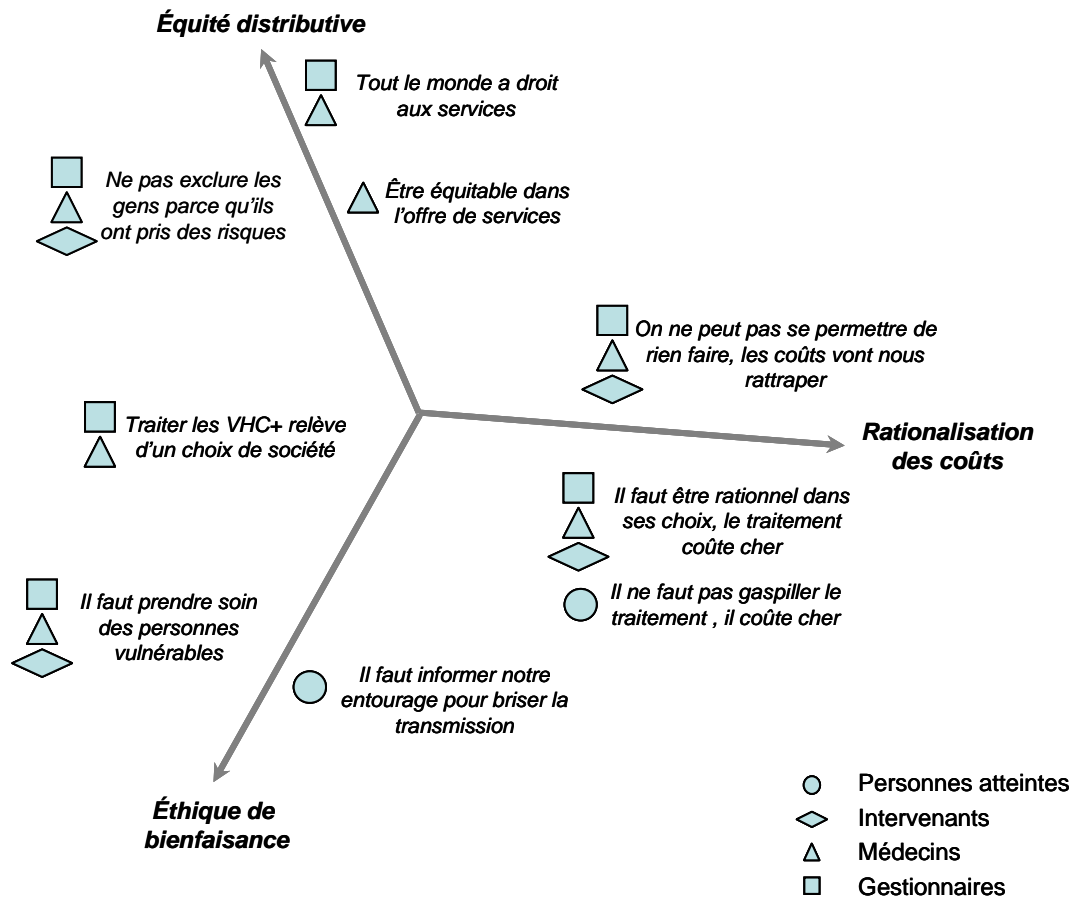 Équité distributive
Tout le monde a droit
aux services
Ne pas exclure les
gens parce qu'ils
ont pris des risques
Être équitable dans
l'offre de services
On ne peut pas se permettre de
rien faire, les coûts vont nous
rattraper
Traiter les VHC+ relève
d'un choix de société
Rationalisation
des coûts
Il faut être rationnel dans
ses choix, le traitement
coûte cher
Il ne faut pas gaspiller le
traitement , il coûte cher
Il faut prendre soin
des personnes
vulnérables
Il faut informer notre
entourage pour briser la
transmission
Éthique de
bienfaisance
Personnes atteintes
Intervenants
Médecins
Gestionnaires